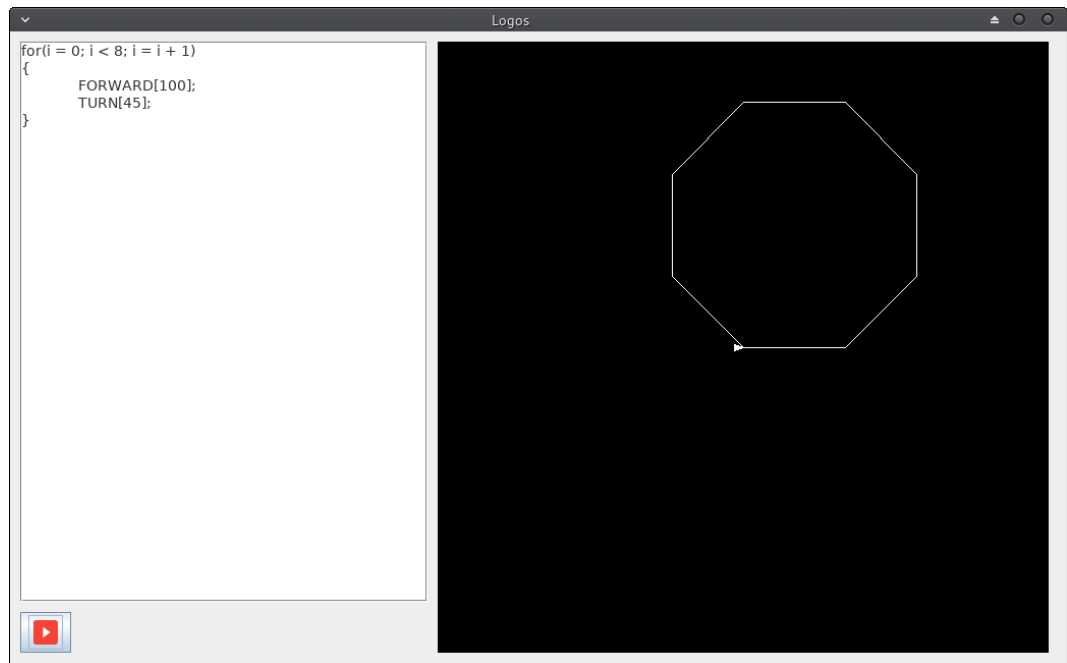 Logos
for(i = 0; i < 8; i = i + 1)
{
FORWARD[100];
TURN[45];
}